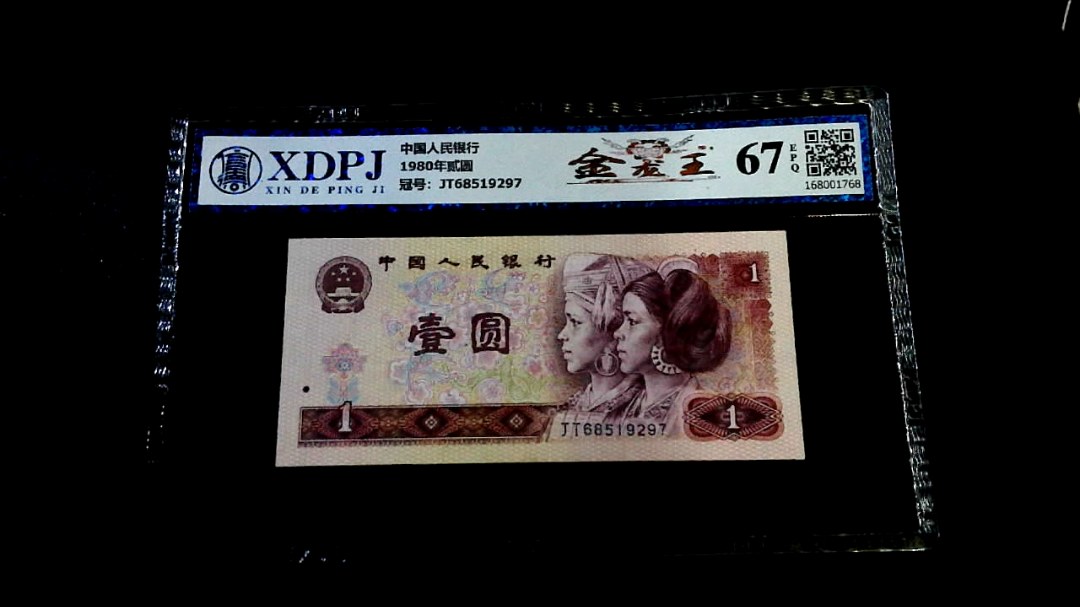 XDPJ
XIN DE PING JI
中国人民银行
1980年贰圆
冠号: JT68519297
金龙王
67
EPQ
168001768
中国人民银行
1
壹圆
1
JT68519297
1